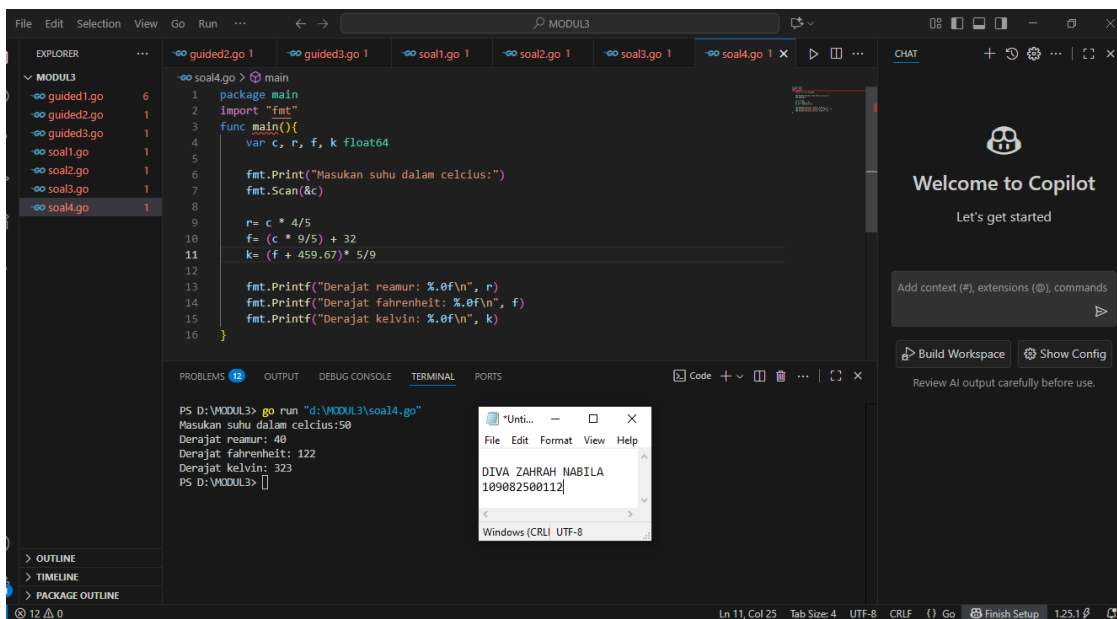 File Edit Selection View Go Run ··· ← → MODUL3
EXPLORER ···
MODUL3
guided1.go 6
guided2.go 1
guided3.go 1
soal1.go 1
soal2.go 1
soal3.go 1
soal4.go 1
OUTLINE
TIMELINE
PACKAGE OUTLINE
guided2.go 1 guided3.go 1 soal1.go 1 soal2.go 1 soal3.go 1 soal4.go 1 ×
soal4.go > main
1 package main
2 import "fmt"
3 func main(){
4 var c, r, f, k float64
5
6 fmt.Print("Masukan suhu dalam celcius:")
7 fmt.Scan(&c)
8
9 r= c * 4/5
10 f= (c * 9/5) + 32
11 k= (f + 459.67)* 5/9
12
13 fmt.Printf("Derajat reamur: %.0f\n", r)
14 fmt.Printf("Derajat fahrenheit: %.0f\n", f)
15 fmt.Printf("Derajat kelvin: %.0f\n", k)
16 }
PROBLEMS 12 OUTPUT DEBUG CONSOLE TERMINAL PORTS Code
PS D:\MODUL3> go run "d:\MODUL3\soal4.go"
Masukan suhu dalam celcius:50
Derajat reamur: 40
Derajat fahrenheit: 122
Derajat kelvin: 323
PS D:\MODUL3>
*Unti...
File Edit Format View Help
DIVA ZAHRAH NABILA
109082500112
Windows (CRLI UTF-8
CHAT
Welcome to Copilot
Let's get started
Add context (#), extensions (@), commands
Build Workspace Show Config
Review AI output carefully before use.
12 0 Ln 11, Col 25 Tab Size: 4 UTF-8 CRLF {} Go Finish Setup 1.25.1